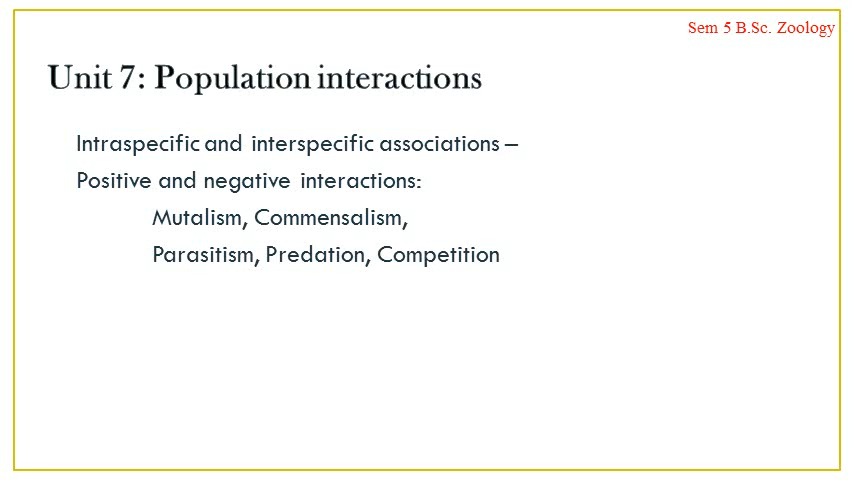 Sem 5 B.Sc. Zoology
Unit 7: Population interactions
Intraspecific and interspecific associations –
Positive and negative interactions:
Mutalism, Commensalism,
Parasitism, Predation, Competition